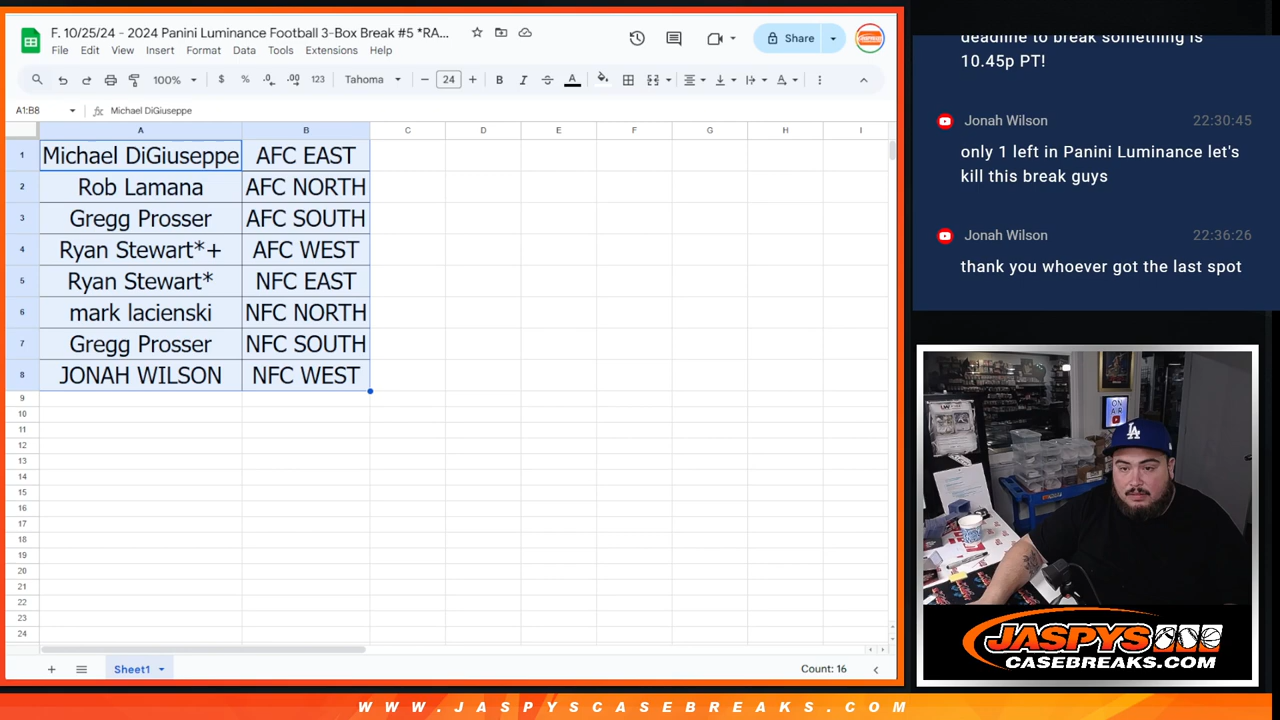 F. 10/25/24 - 2024 Panini Luminance Football 3-Box Break #5 *RA...
File Edit View Insert Format Data Tools Extensions Help
Share
100% $ % .0 .00 123 Tahoma 24 B I A
A1:B8 fx Michael DiGiuseppe
A B C D E F G H I
1 Michael DiGiuseppe AFC EAST
2 Rob Lamana AFC NORTH
3 Gregg Prosser AFC SOUTH
4 Ryan Stewart*+ AFC WEST
5 Ryan Stewart* NFC EAST
6 mark lacienski NFC NORTH
7 Gregg Prosser NFC SOUTH
8 JONAH WILSON NFC WEST
9
10
11
12
13
14
15
16
17
18
19
20
21
22
23
24
Sheet1
Count: 16
deadline to break something is
10.45p PT!
Jonah Wilson 22:30:45
only 1 left in Panini Luminance let's
kill this break guys
Jonah Wilson 22:36:26
thank you whoever got the last spot
ON
AIR
LA
JASPYS
CASEBREAKS.COM
WWW.JASPYSCASEBREAKS.COM